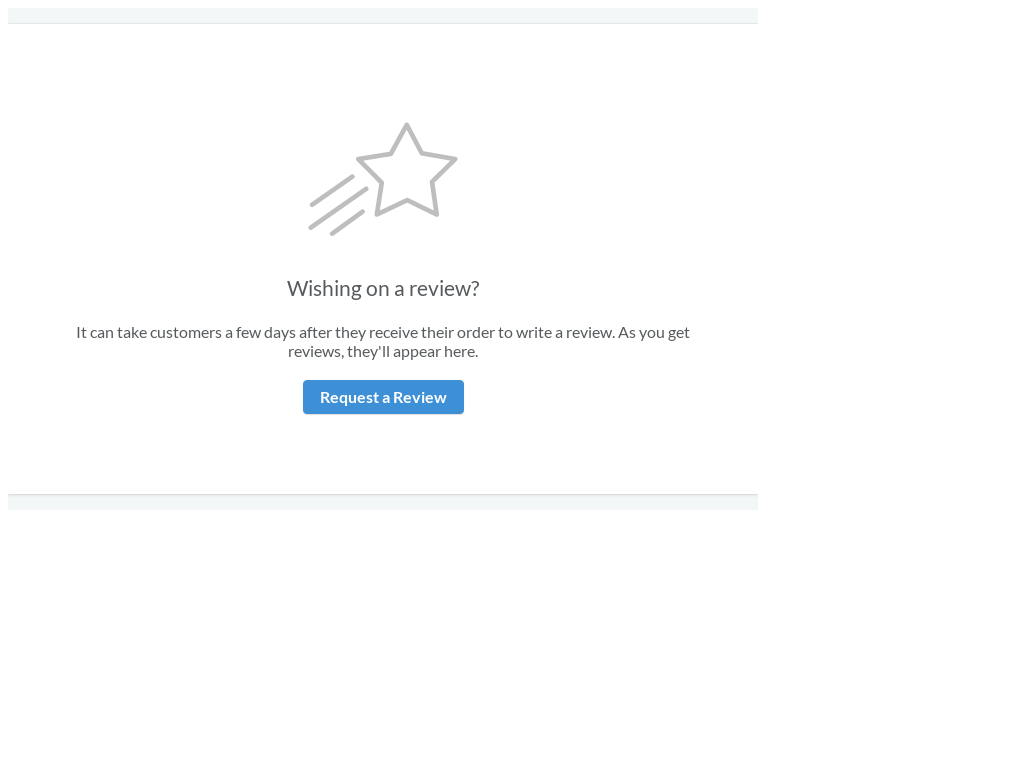 Wishing on a review?
It can take customers a few days after they receive their order to write a review. As you get
reviews, they'll appear here.
Request a Review